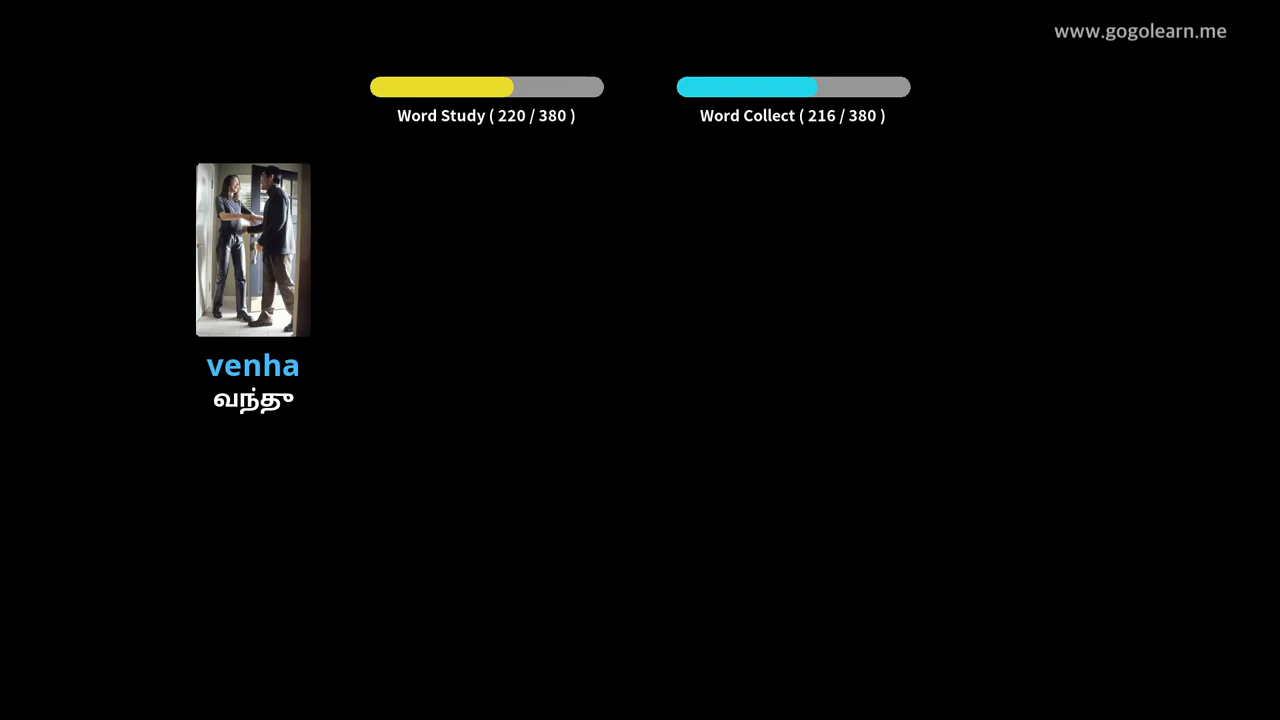 www.gogolearn.me
Word Study ( 220 / 380 )
Word Collect ( 216 / 380 )
venha
வந்து